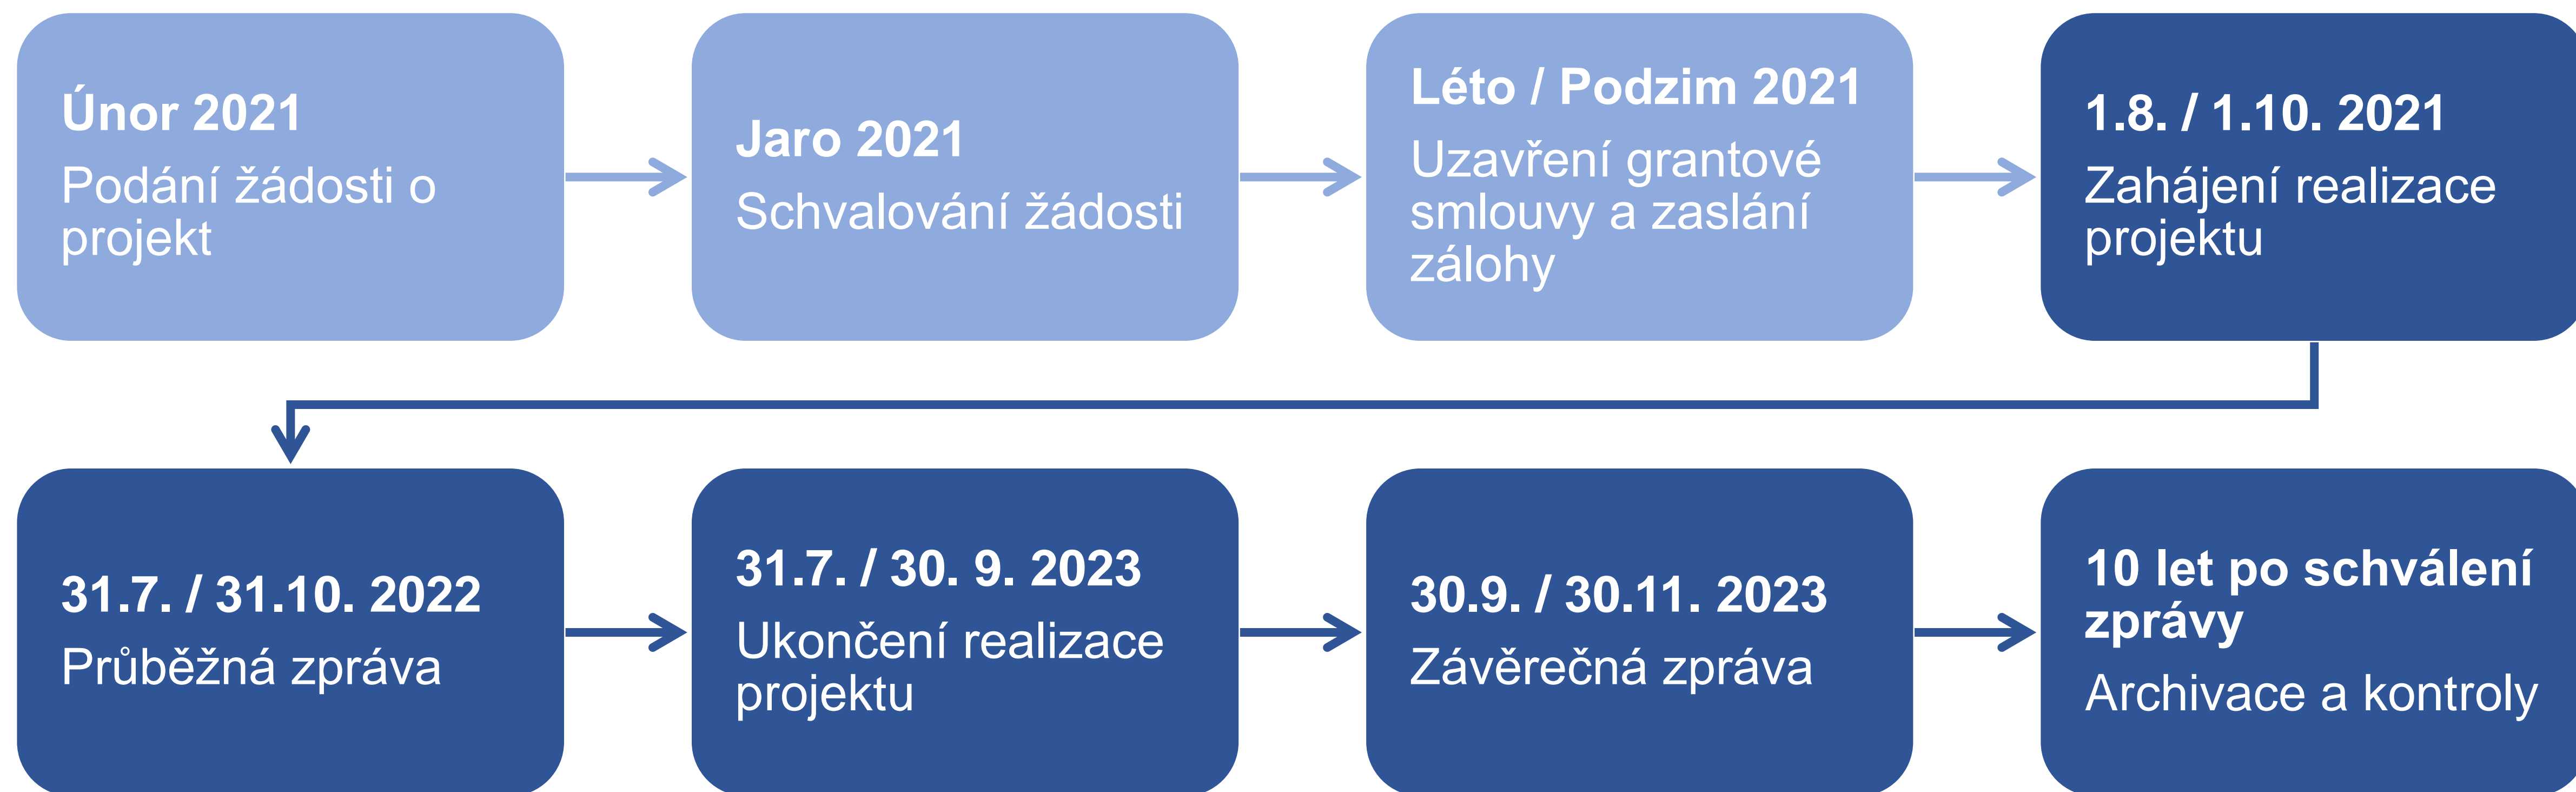 Únor 2021
Podání žádosti o
projekt
Jaro 2021
Schvalování žádosti
Léto / Podzim 2021
Uzavření grantové
smlouvy a zaslání
zálohy
1.8. / 1.10. 2021
Zahájení realizace
projektu
31.7. / 31.10. 2022
Průběžná zpráva
31.7. / 30. 9. 2023
Ukončení realizace
projektu
30.9. / 30.11. 2023
Závěrečná zpráva
10 let po schválení
zprávy
Archivace a kontroly